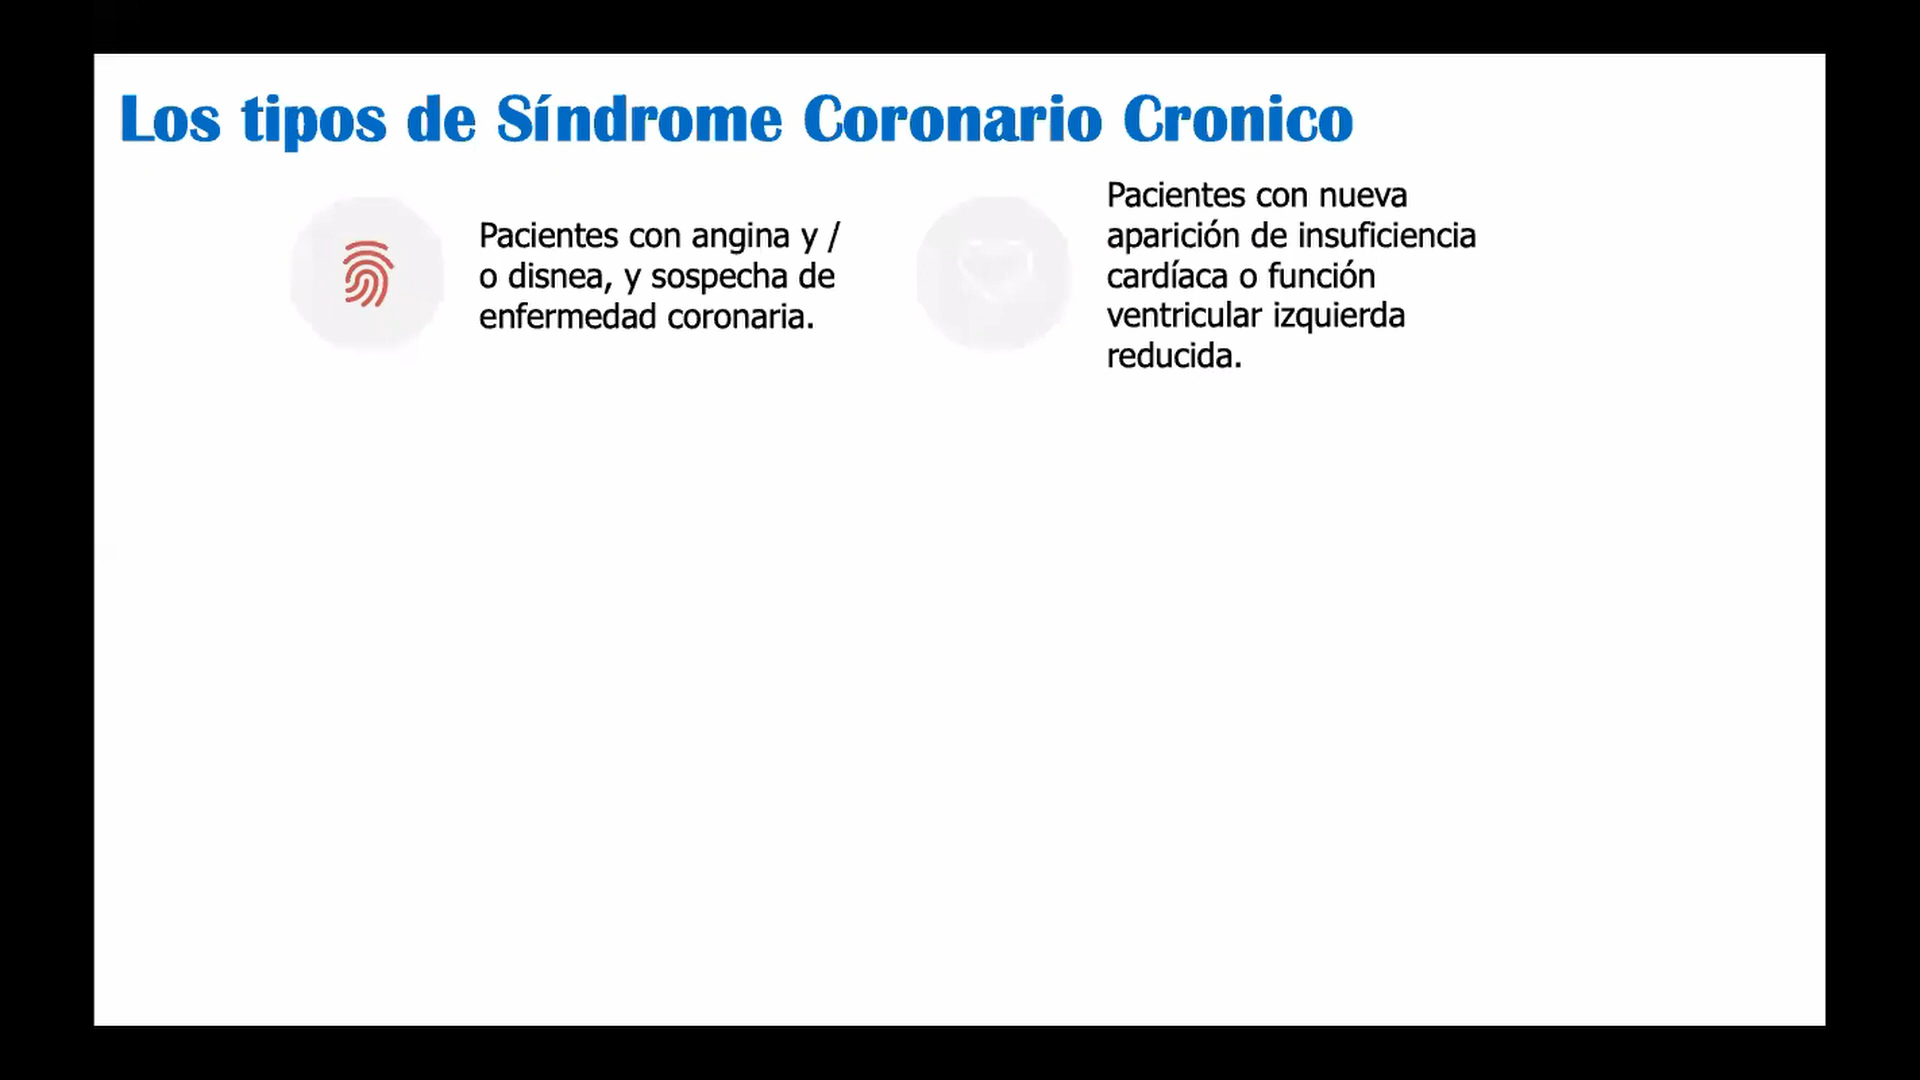 Los tipos de Síndrome Coronario Cronico
Pacientes con angina y /
o disnea, y sospecha de
enfermedad coronaria.
Pacientes con nueva
aparición de insuficiencia
cardíaca o función
ventricular izquierda
reducida.